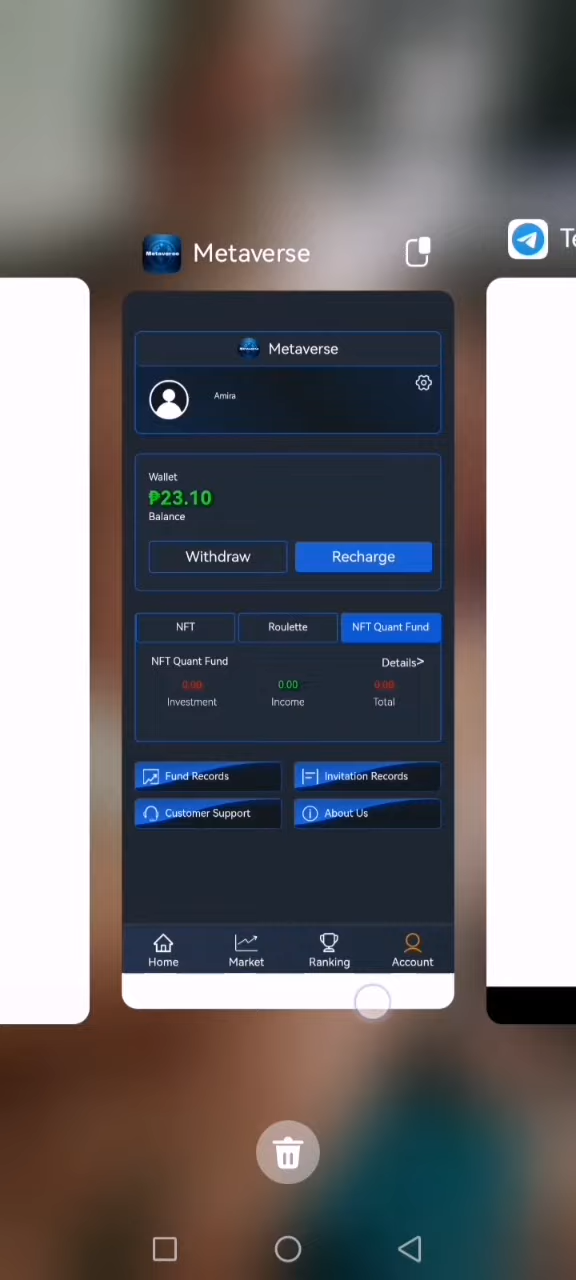 Metaverse
Te
Metaverse
Metaverse
Amira
Wallet
₱23.10
Balance
Withdraw
Recharge
NFT
Roulette
NFT Quant Fund
NFT Quant Fund
Details>
0.00
0.00
0.00
Investment
Income
Total
Fund Records
Invitation Records
Customer Support
About Us
Home
Market
Ranking
Account